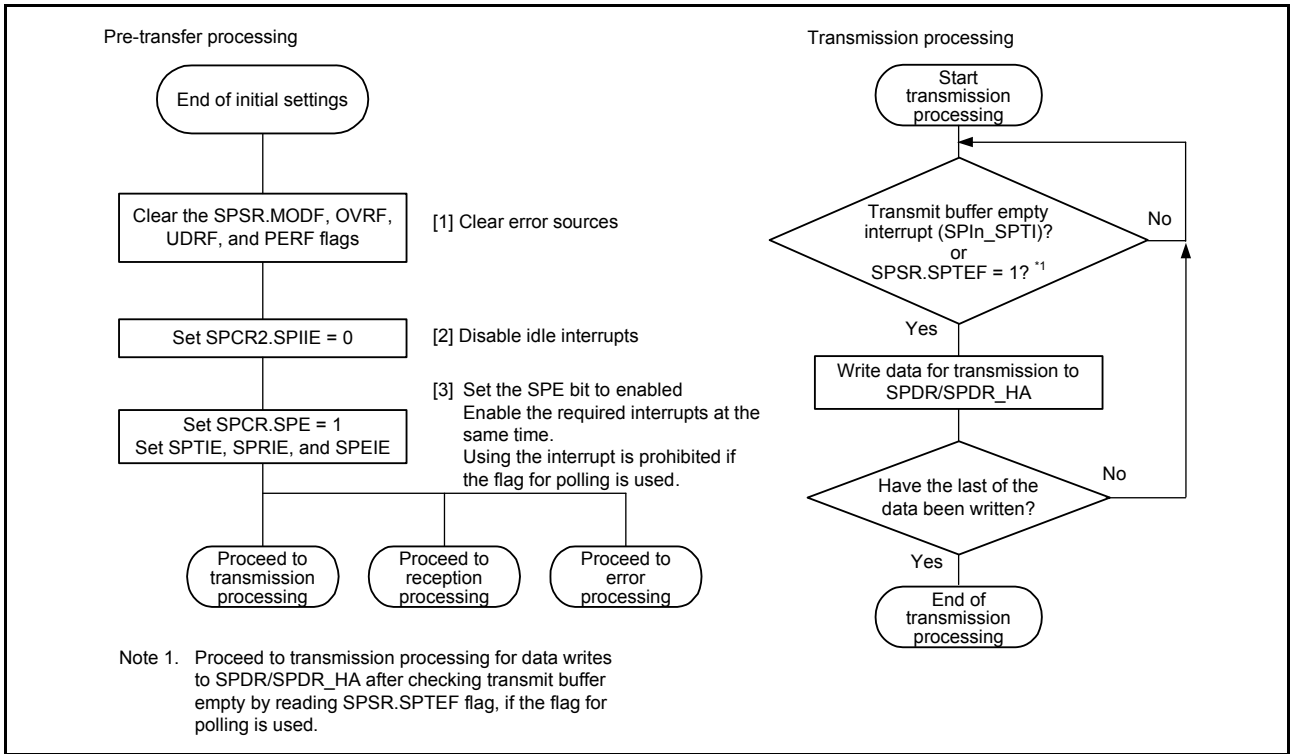 Pre-transfer processing
End of initial settings
Clear the SPSR.MODF, OVRF,
UDRF, and PERF flags
[1] Clear error sources
Set SPCR2.SPIIE = 0
[2] Disable idle interrupts
Set SPCR.SPE = 1
Set SPTIE, SPRIE, and SPEIE
[3] Set the SPE bit to enabled
Enable the required interrupts at the
same time.
Using the interrupt is prohibited if
the flag for polling is used.
Proceed to
transmission
processing
Proceed to
reception
processing
Proceed to
error
processing
Note 1. Proceed to transmission processing for data writes
to SPDR/SPDR_HA after checking transmit buffer
empty by reading SPSR.SPTEF flag, if the flag for
polling is used.
Transmission processing
Start
transmission
processing
Transmit buffer empty
interrupt (SPIn_SPTI)?
or
SPSR.SPTEF = 1? *1
No
Yes
Write data for transmission to
SPDR/SPDR_HA
Have the last of the
data been written?
No
Yes
End of
transmission
processing